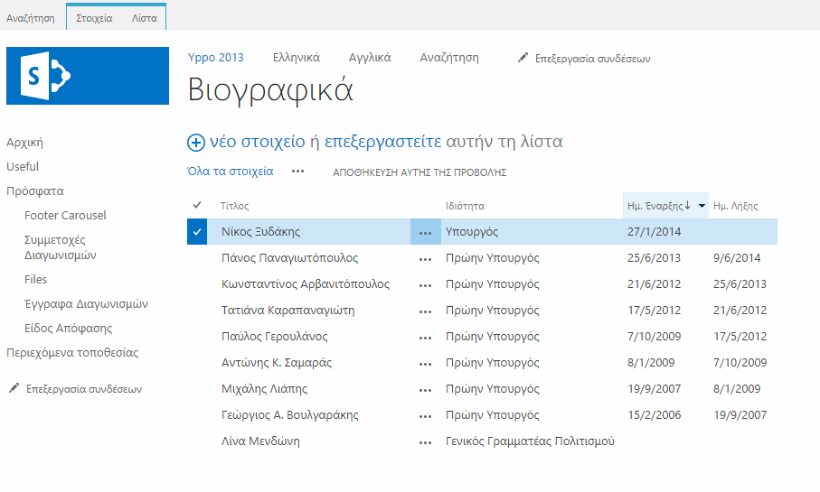 Αναζήτηση Στοιχεία Λίστα
S
Yppo 2013 Ελληνικά Αγγλικά Αναζήτηση Επεξεργασία συνδέσεων
Βιογραφικά
Αρχική
Useful
Πρόσφατα
Footer Carousel
Συμμετοχές
Διαγωνισμών
Files
Έγγραφα Διαγωνισμών
Είδος Απόφασης
Περιεχόμενα τοποθεσίας
Επεξεργασία συνδέσεων
νέο στοιχείο ή επεξεργαστείτε αυτήν τη λίστα
Όλα τα στοιχεία ••• ΑΠΟΘΉΚΕΥΣΗ ΑΥΤΉΣ ΤΗΣ ΠΡΟΒΟΛΉΣ
Τίτλος Ιδιότητα Ημ. Έναρξης Ημ. Λήξης
Νίκος Ξυδάκης ••• Υπουργός 27/1/2014
Πάνος Παναγιωτόπουλος ••• Πρώην Υπουργός 25/6/2013 9/6/2014
Κωνσταντίνος Αρβανιτόπουλος ••• Πρώην Υπουργός 21/6/2012 25/6/2013
Τατιάνα Καραπαναγιώτη ••• Πρώην Υπουργός 17/5/2012 21/6/2012
Παύλος Γερουλάνος ••• Πρώην Υπουργός 7/10/2009 17/5/2012
Αντώνης Κ. Σαμαράς ••• Πρώην Υπουργός 8/1/2009 7/10/2009
Μιχάλης Λιάπης ••• Πρώην Υπουργός 19/9/2007 8/1/2009
Γεώργιος Α. Βουλγαράκης ••• Πρώην Υπουργός 15/2/2006 19/9/2007
Λίνα Μενδώνη ••• Γενικός Γραμματέας Πολιτισμού